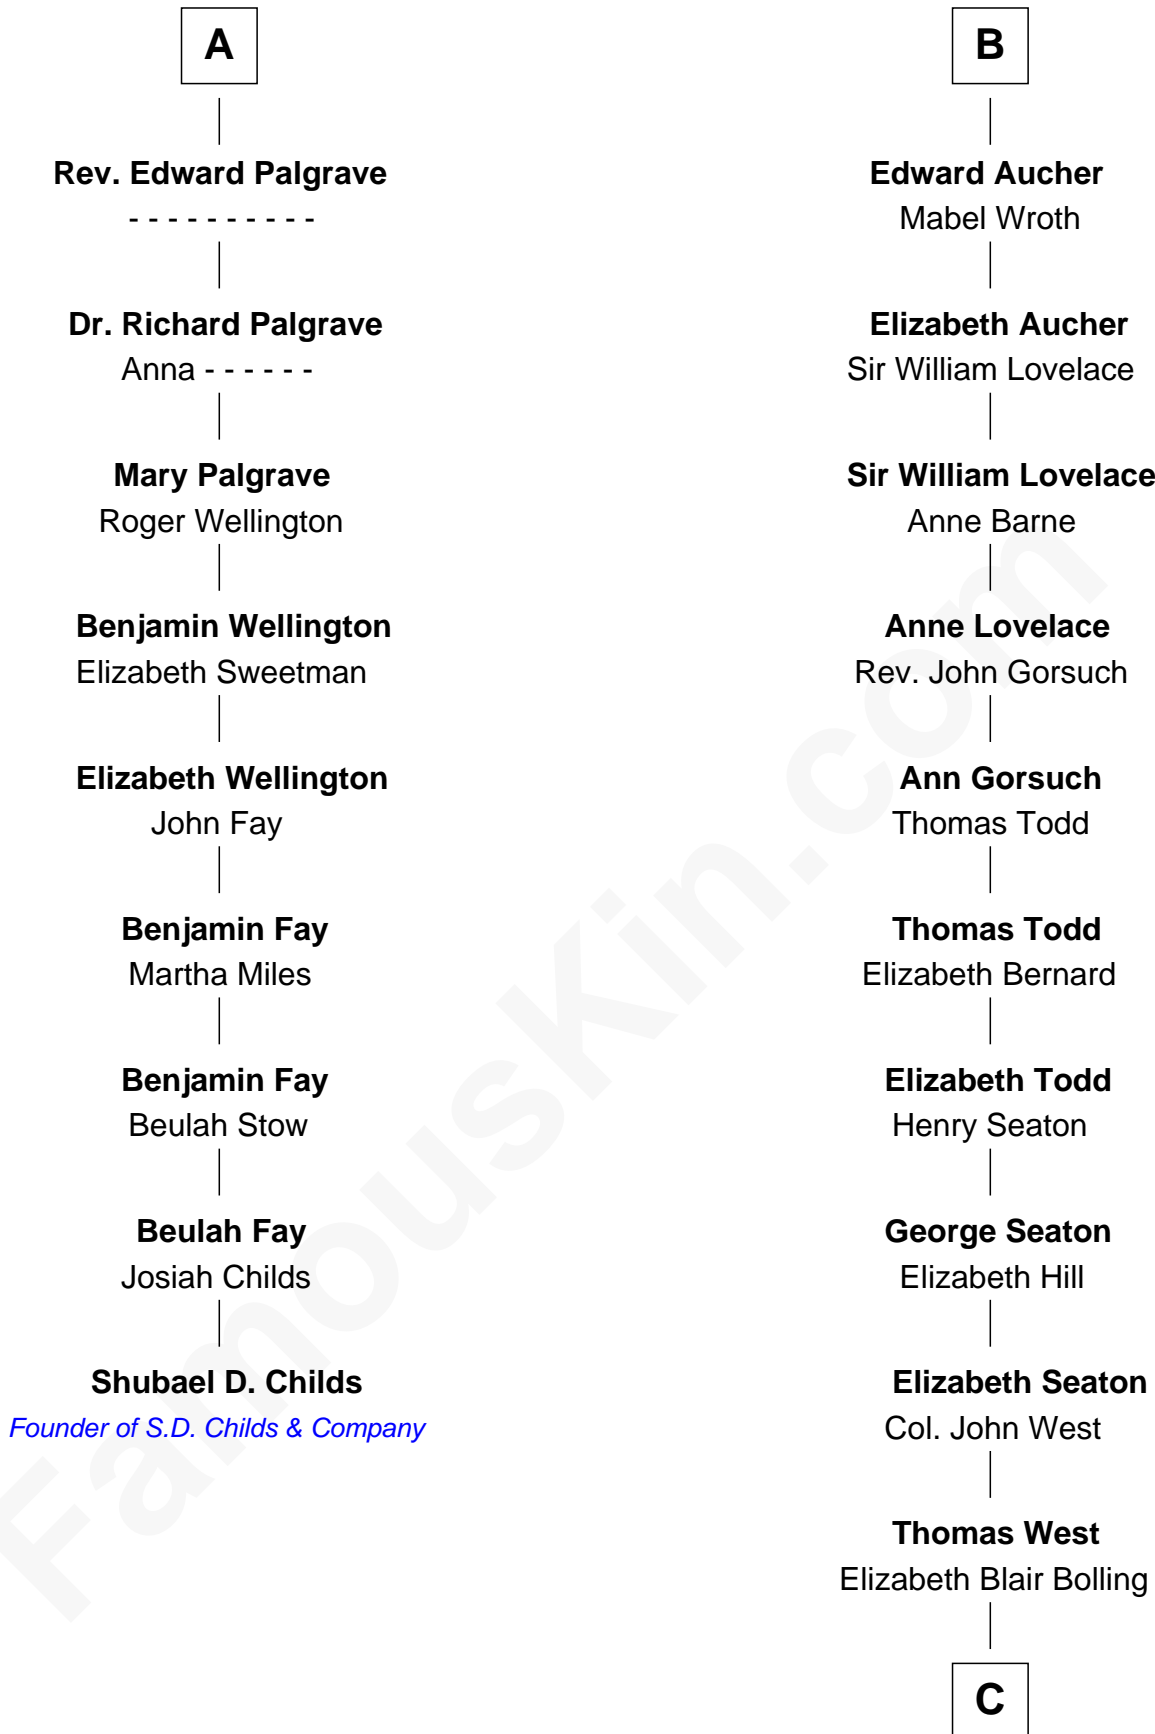 A
Rev. Edward Palgrave
- - - - - - - - - -
Dr. Richard Palgrave
Anna - - - - - -
Mary Palgrave
Roger Wellington
Benjamin Wellington
Elizabeth Sweetman
Elizabeth Wellington
John Fay
Benjamin Fay
Martha Miles
Benjamin Fay
Beulah Stow
Beulah Fay
Josiah Childs
Shubael D. Childs
Founder of S.D. Childs & Company
B
Edward Aucher
Mabel Wroth
Elizabeth Aucher
Sir William Lovelace
Sir William Lovelace
Anne Barne
Anne Lovelace
Rev. John Gorsuch
Ann Gorsuch
Thomas Todd
Thomas Todd
Elizabeth Bernard
Elizabeth Todd
Henry Seaton
George Seaton
Elizabeth Hill
Elizabeth Seaton
Col. John West
Thomas West
Elizabeth Blair Bolling
C
FamousKin.com